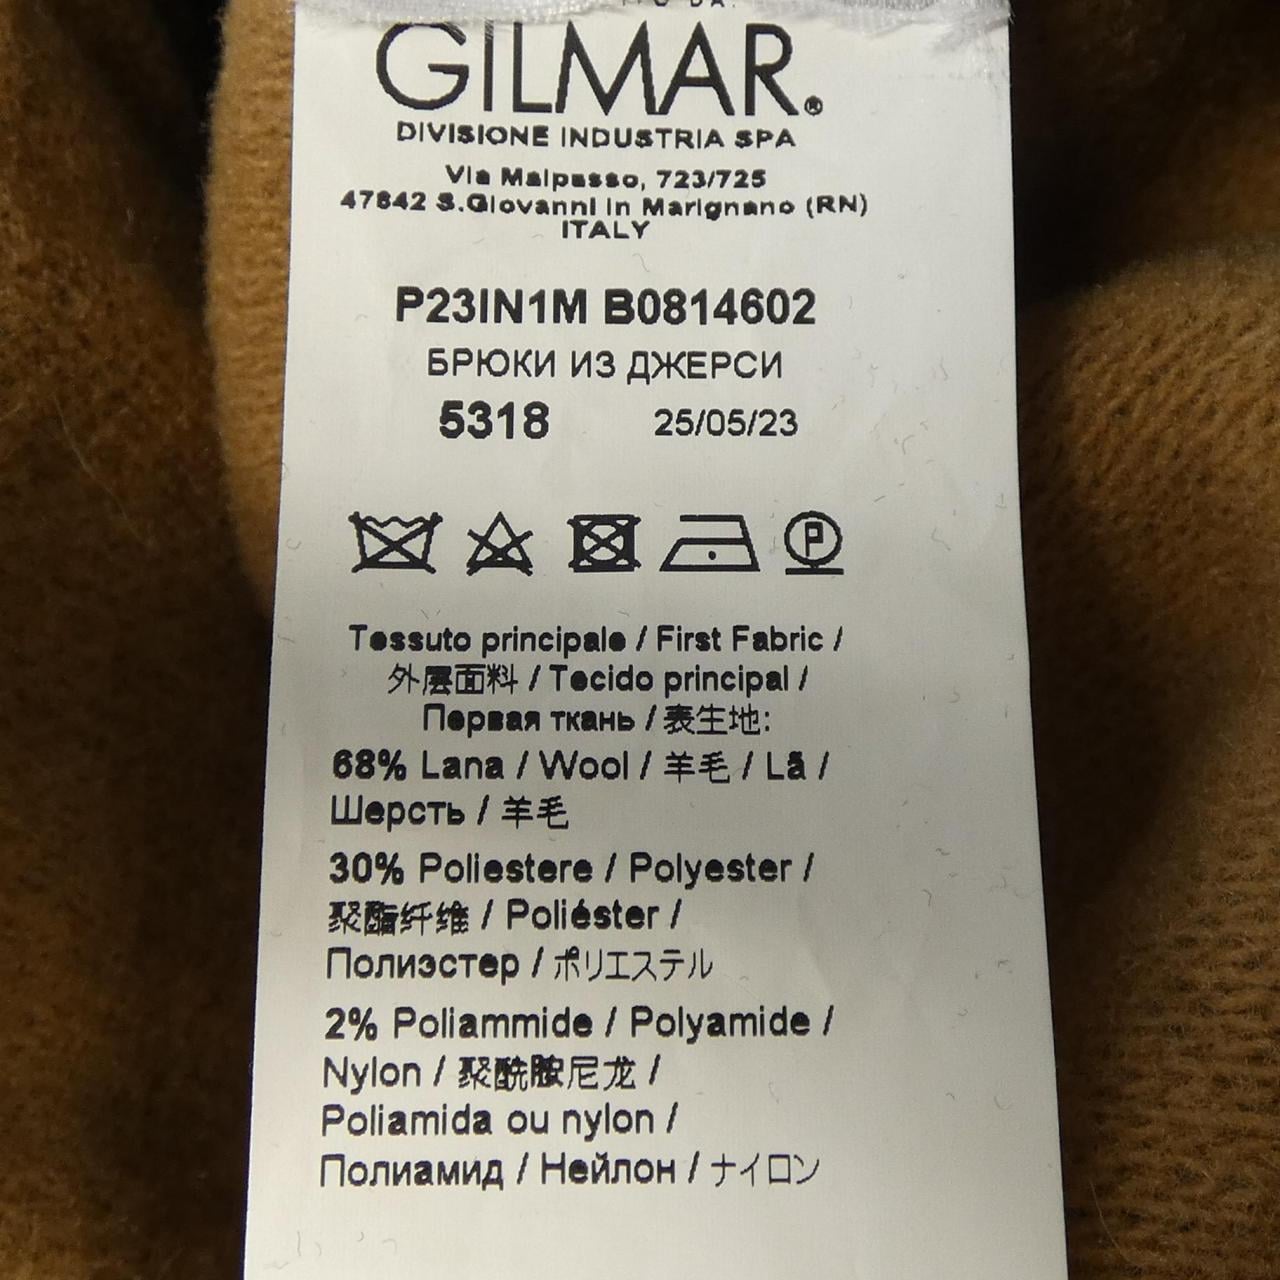 GILMAR®
DIVISIONE INDUSTRIA SPA
Via Malpasso, 723/725
47842 S.Giovanni in Marignano (RN)
ITALY
P23IN1M B0814602
БРЮКИ ИЗ ДЖЕРСИ
5318 25/05/23
Tessuto principale / First Fabric /
外层面料 / Tecido principal /
Первая ткань / 表生地:
68% Lana / Wool / 羊毛 / Lã /
Шерсть / 羊毛
30% Poliestere / Polyester /
聚酯纤维 / Poliéster /
Полиэстер / ポリエステル
2% Poliammide / Polyamide /
Nylon / 聚酰胺尼龙 /
Poliamida ou nylon /
Полиамид / Нейлон / ナイロン